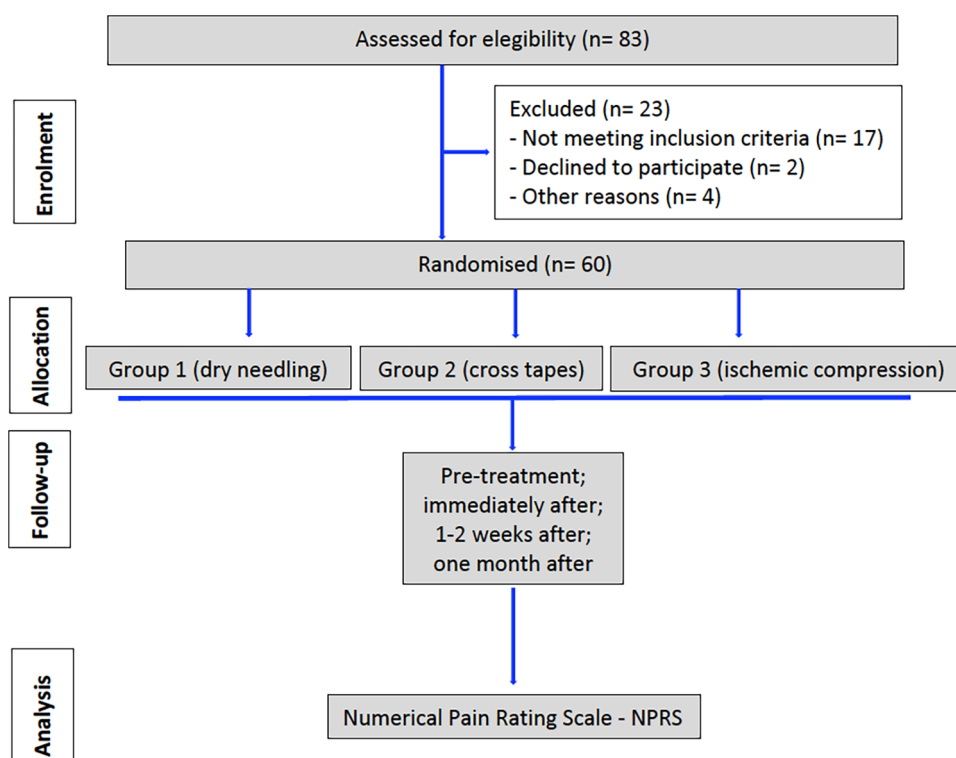 Assessed for elegibility (n= 83)
Enrolment
Excluded (n= 23)
- Not meeting inclusion criteria (n= 17)
- Declined to participate (n= 2)
- Other reasons (n= 4)
Randomised (n= 60)
Allocation
Group 1 (dry needling)
Group 2 (cross tapes)
Group 3 (ischemic compression)
Follow-up
Pre-treatment;
immediately after;
1-2 weeks after;
one month after
Analysis
Numerical Pain Rating Scale - NPRS